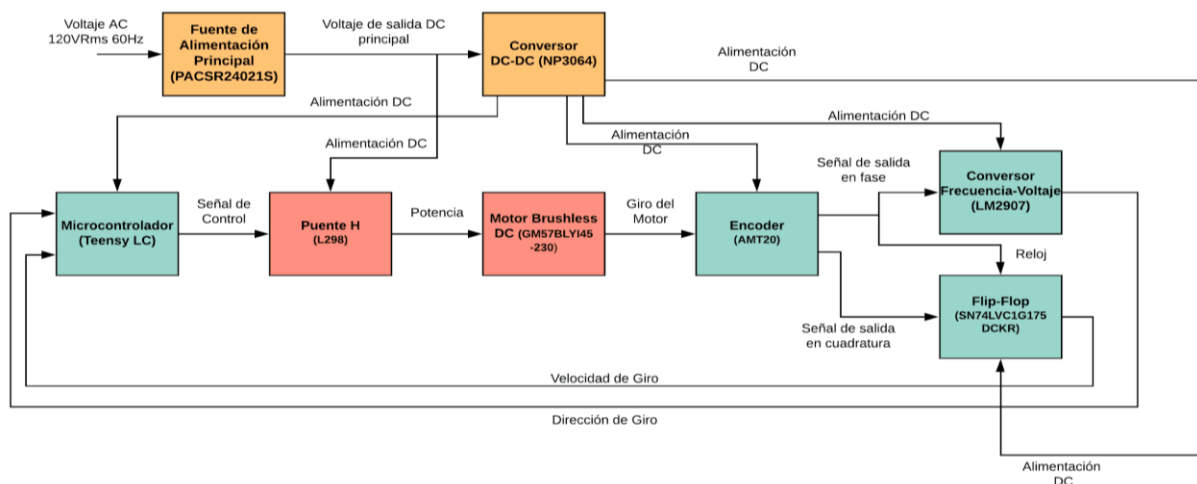 Voltaje AC
120VRms 60Hz
Fuente de
Alimentación
Principal
(PACSR24021S)
Voltaje de salida DC
principal
Conversor
DC-DC (NP3064)
Alimentación
DC
Alimentación DC
Alimentación DC
Alimentación
DC
Alimentación DC
Señal de salida
en fase
Conversor
Frecuencia-Voltaje
(LM2907)
Microcontrolador
(Teensy LC)
Señal de
Control
Puente H
(L298)
Potencia
Motor Brushless
DC (GM57BLYI45
-230)
Giro del
Motor
Encoder
(AMT20)
Reloj
Flip-Flop
(SN74LVC1G175
DCKR)
Señal de salida
en cuadratura
Velocidad de Giro
Dirección de Giro
Alimentación
DC